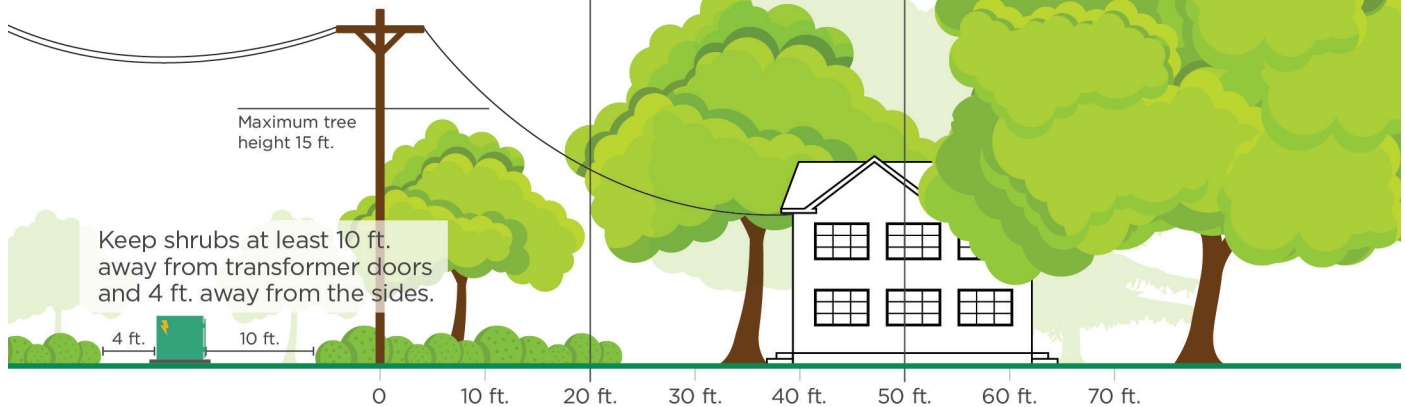 Maximum tree
height 15 ft.
Keep shrubs at least 10 ft.
away from transformer doors
and 4 ft. away from the sides.
4 ft.
10 ft.
0
10 ft.
20 ft.
30 ft.
40 ft.
50 ft.
60 ft.
70 ft.